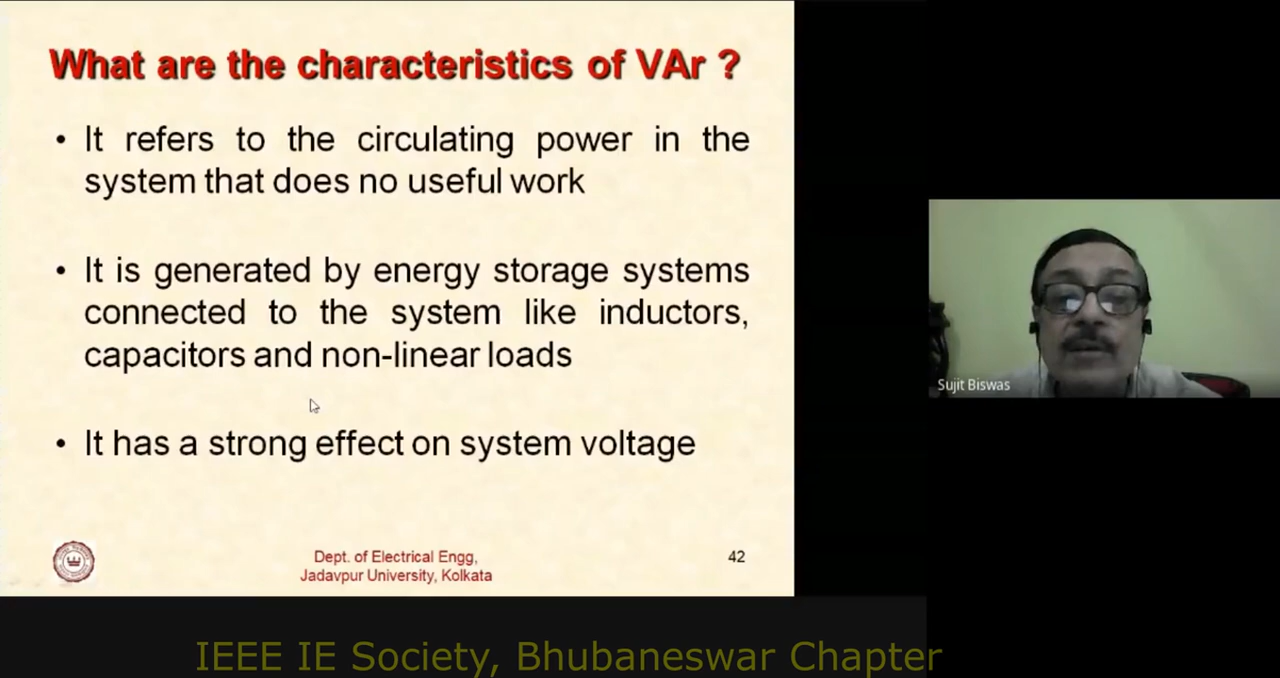 What are the characteristics of VAr ?
• It refers to the circulating power in the
system that does no useful work
• It is generated by energy storage systems
connected to the system like inductors,
capacitors and non-linear loads
• It has a strong effect on system voltage
Dept. of Electrical Engg,
Jadavpur University, Kolkata
42
Sujit Biswas
IEEE IE Society, Bhubaneswar Chapter